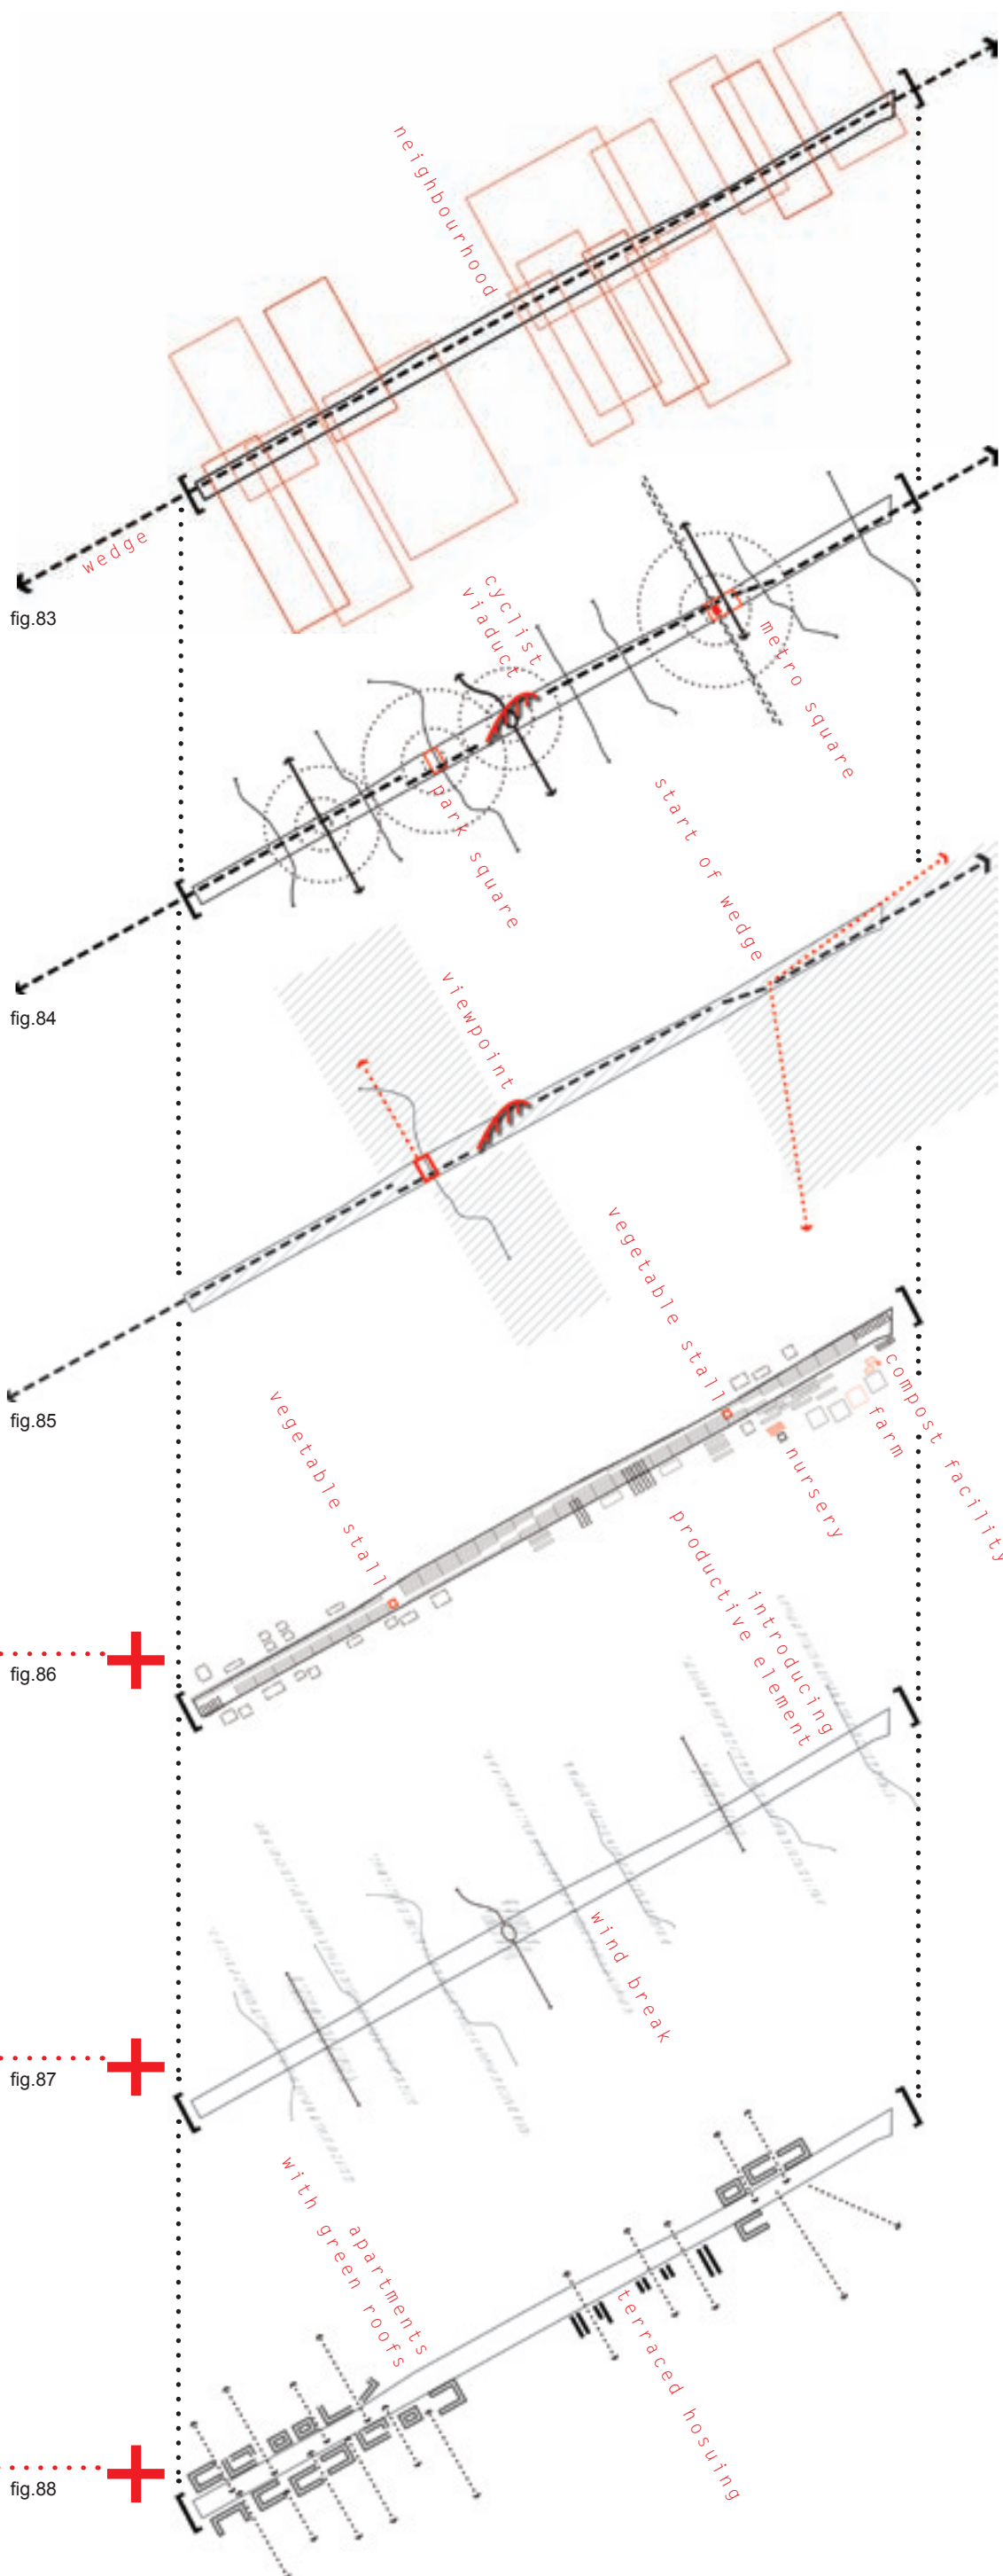 neighbourhood
wedge
fig.83
cyclist
viaduct
metro square
park square
start of wedge
fig.84
viewpoint
fig.85
vegetable stall
vegetable stall
compost facility
farm
nursery
fig.86
introducing
productive element
wind break
fig.87
apartments
with green roofs
terraced hosuing
fig.88